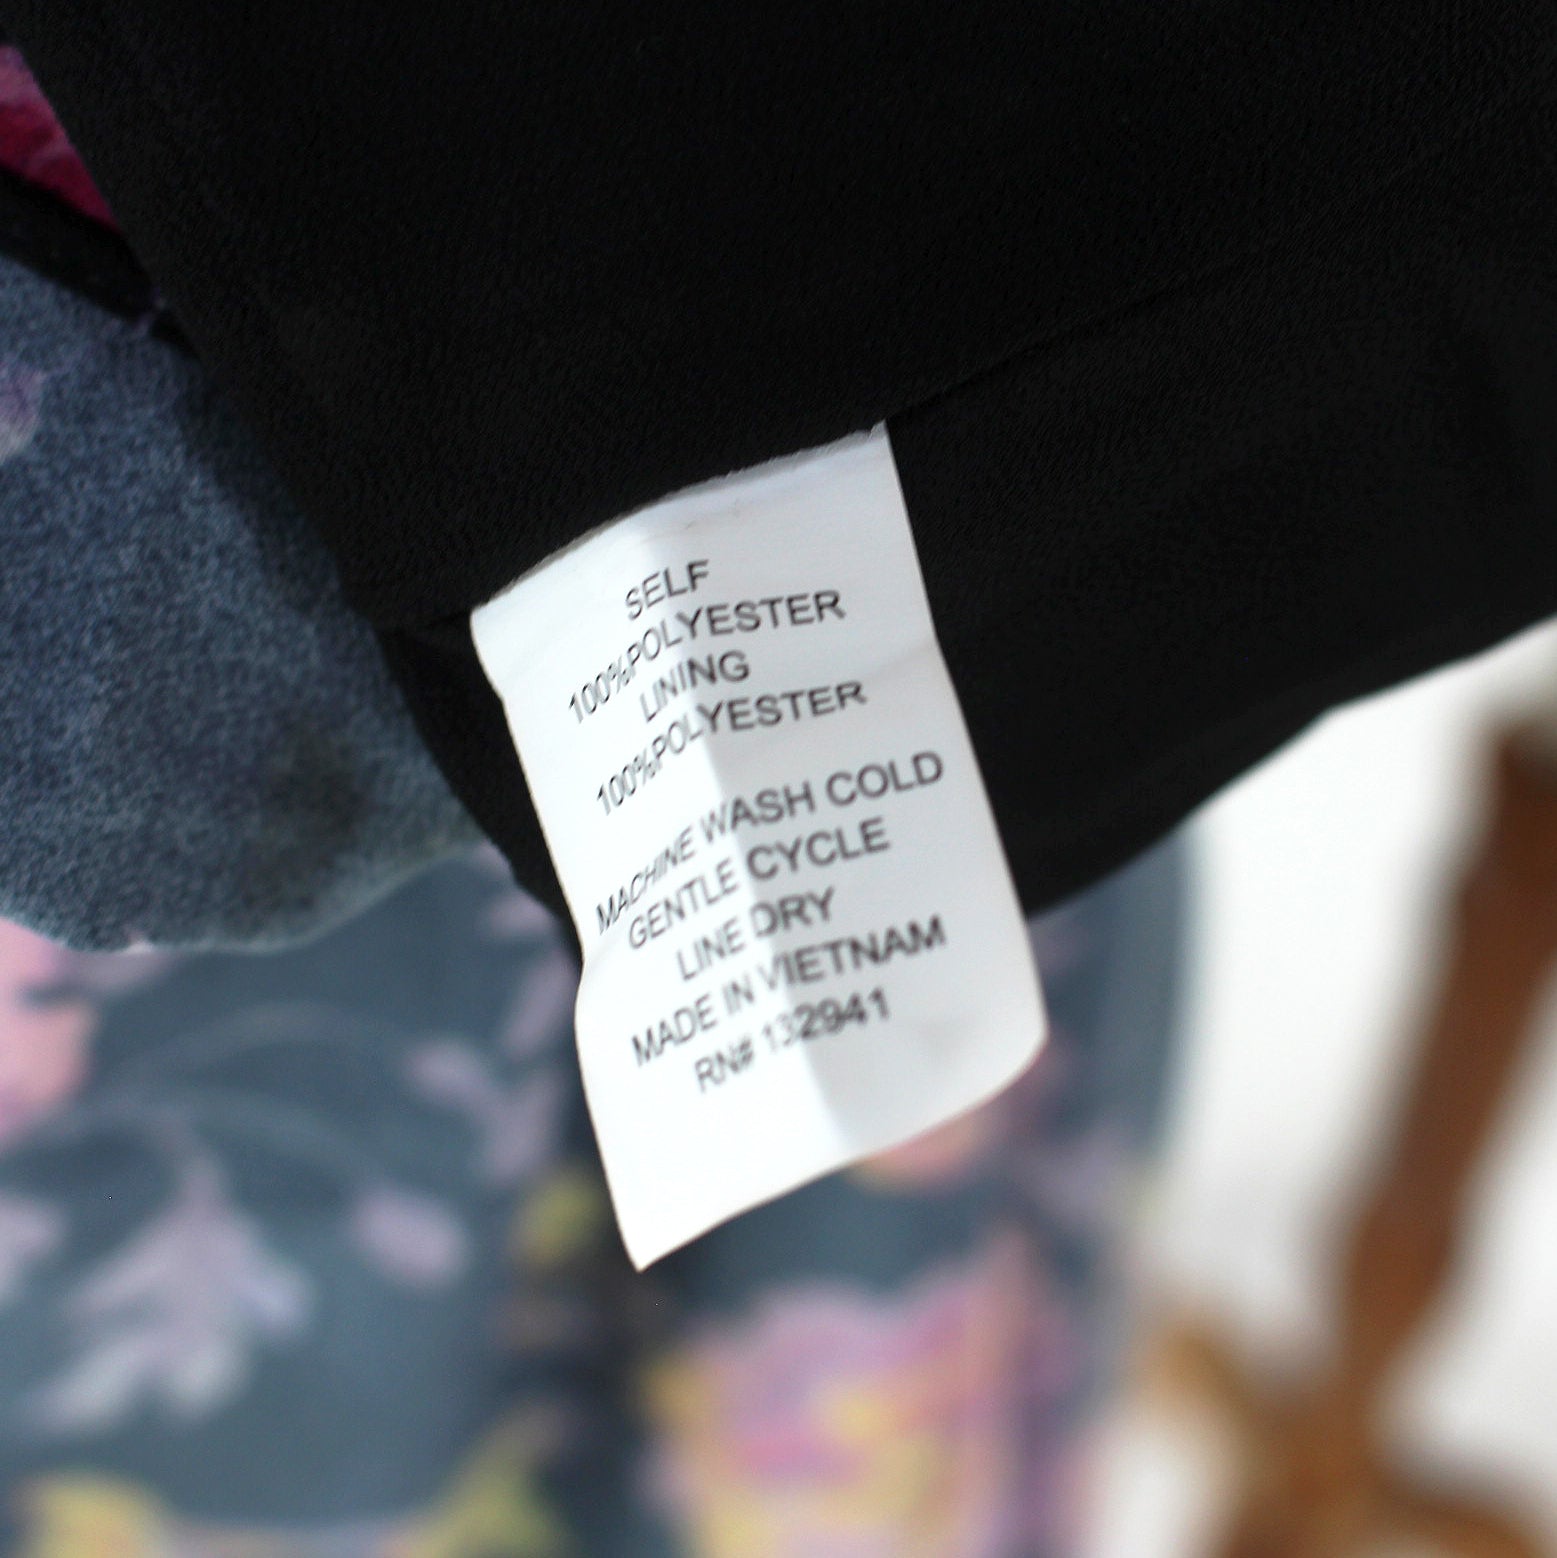 SELF
100%POLYESTER
LINING
100%POLYESTER
MACHINE WASH COLD
GENTLE CYCLE
LINE DRY
MADE IN VIETNAM
RN# 132941